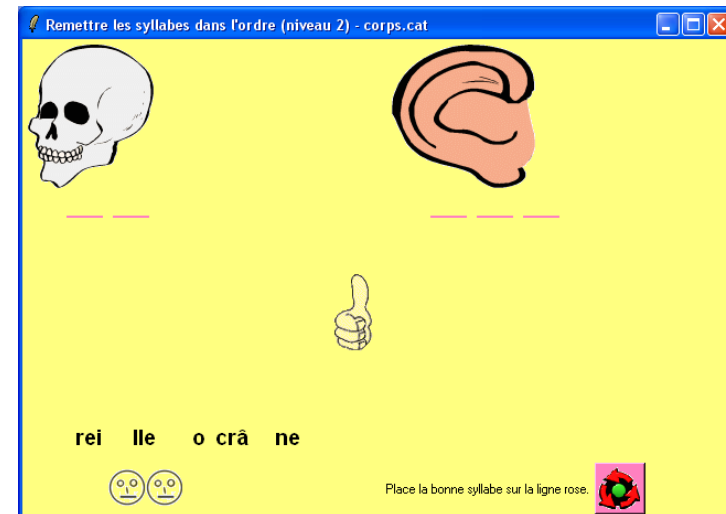 Remettre les syllabes dans l'ordre (niveau 2) - corps.cat
rei lle o crâ ne
Place la bonne syllabe sur la ligne rose.